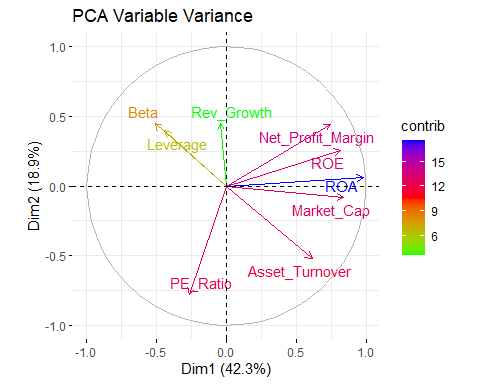 PCA Variable Variance
1.0
0.5
0.0
-0.5
-1.0
Dim2 (18.9%)
Beta
Rev_Growth
Leverage
Net_Profit_Margin
ROE
ROA
Market_Cap
Asset_Turnover
PE_Ratio
-1.0 -0.5 0.0 0.5 1.0
Dim1 (42.3%)
contrib
15
12
9
6